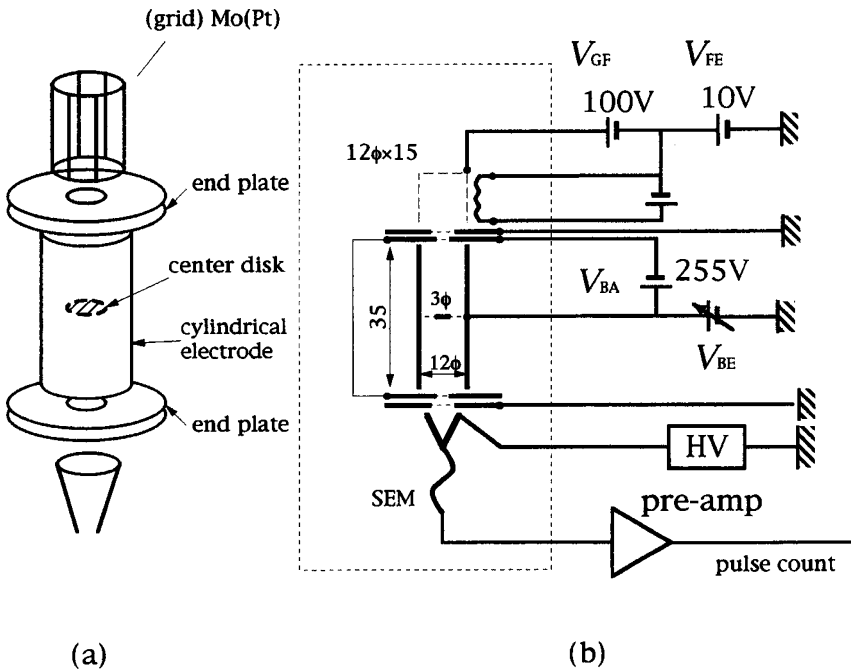 (grid) Mo(Pt)
end plate
center disk
cylindrical
electrode
end plate
(a)
V_GF
V_FE
100V
10V
12φ×15
V_BA
255V
3φ
35
12φ
V_BE
HV
SEM
pre-amp
pulse count
(b)